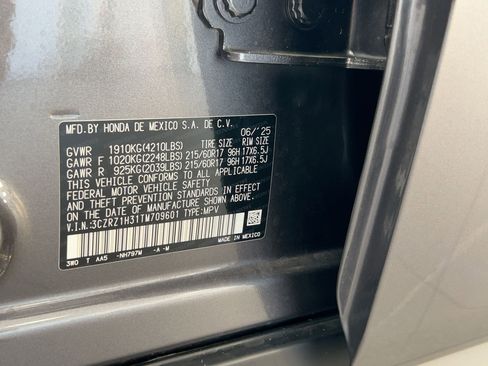 MFD.BY HONDA DE MEXICO S.A. DE C.V.
06/'25
GVWR 1910KG(4210LBS) TIRE SIZE RIM SIZE
GAWR F 1020KG(2248LBS) 215/60R17 96H 17X6.5J
GAWR R 925KG(2039LBS) 215/60R17 96H 17X6.5J
THIS VEHICLE CONFORMS TO ALL APPLICABLE
FEDERAL MOTOR VEHICLE SAFETY AND THEFT
PREVENTION STANDARDS IN EFFECT
ON THE DATE OF MANUFACTURE SHOWN ABOVE.
V.I.N.:3CZRZ1H31TM709601 TYPE:MPV
MADE IN MEXICO
3W0 T AA5 -NH797M -A -M